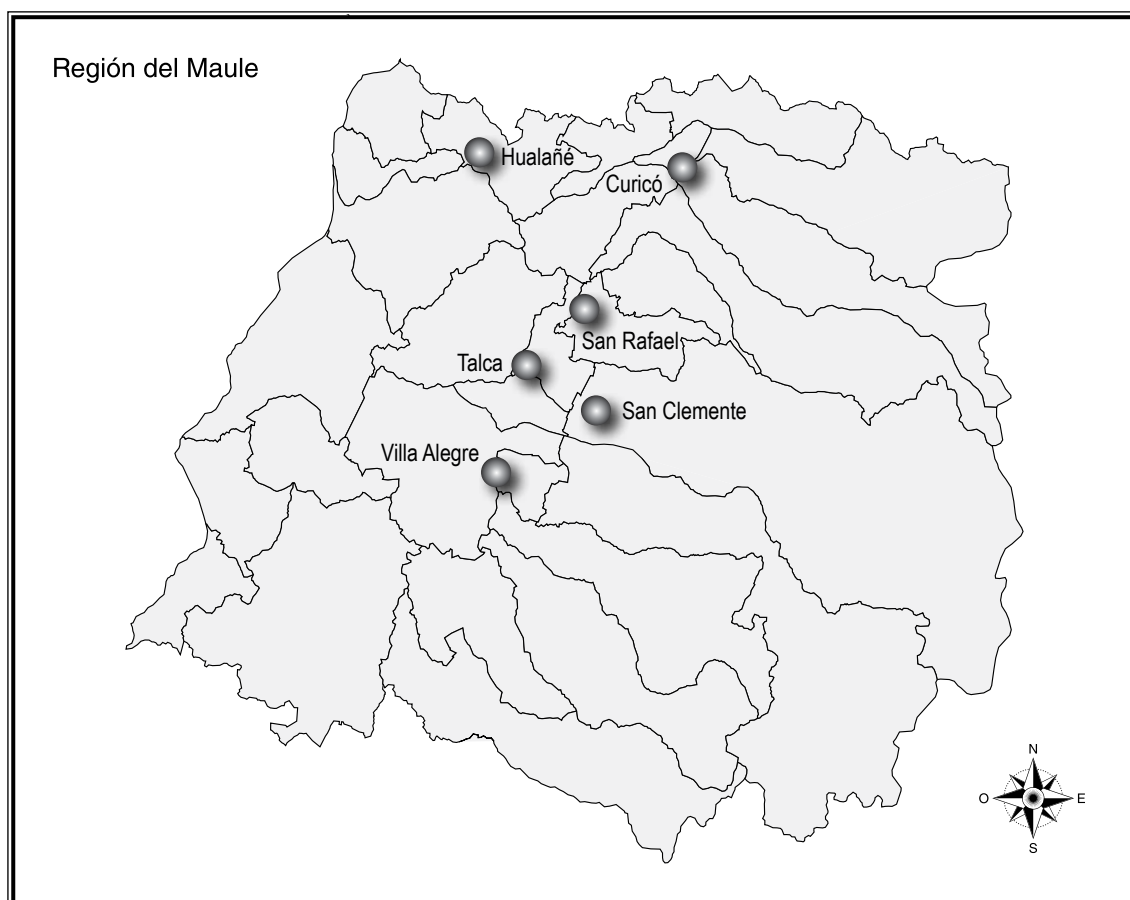 Región del Maule
Hualañé
Curicó
San Rafael
Talca
San Clemente
Villa Alegre
N
O
E
S